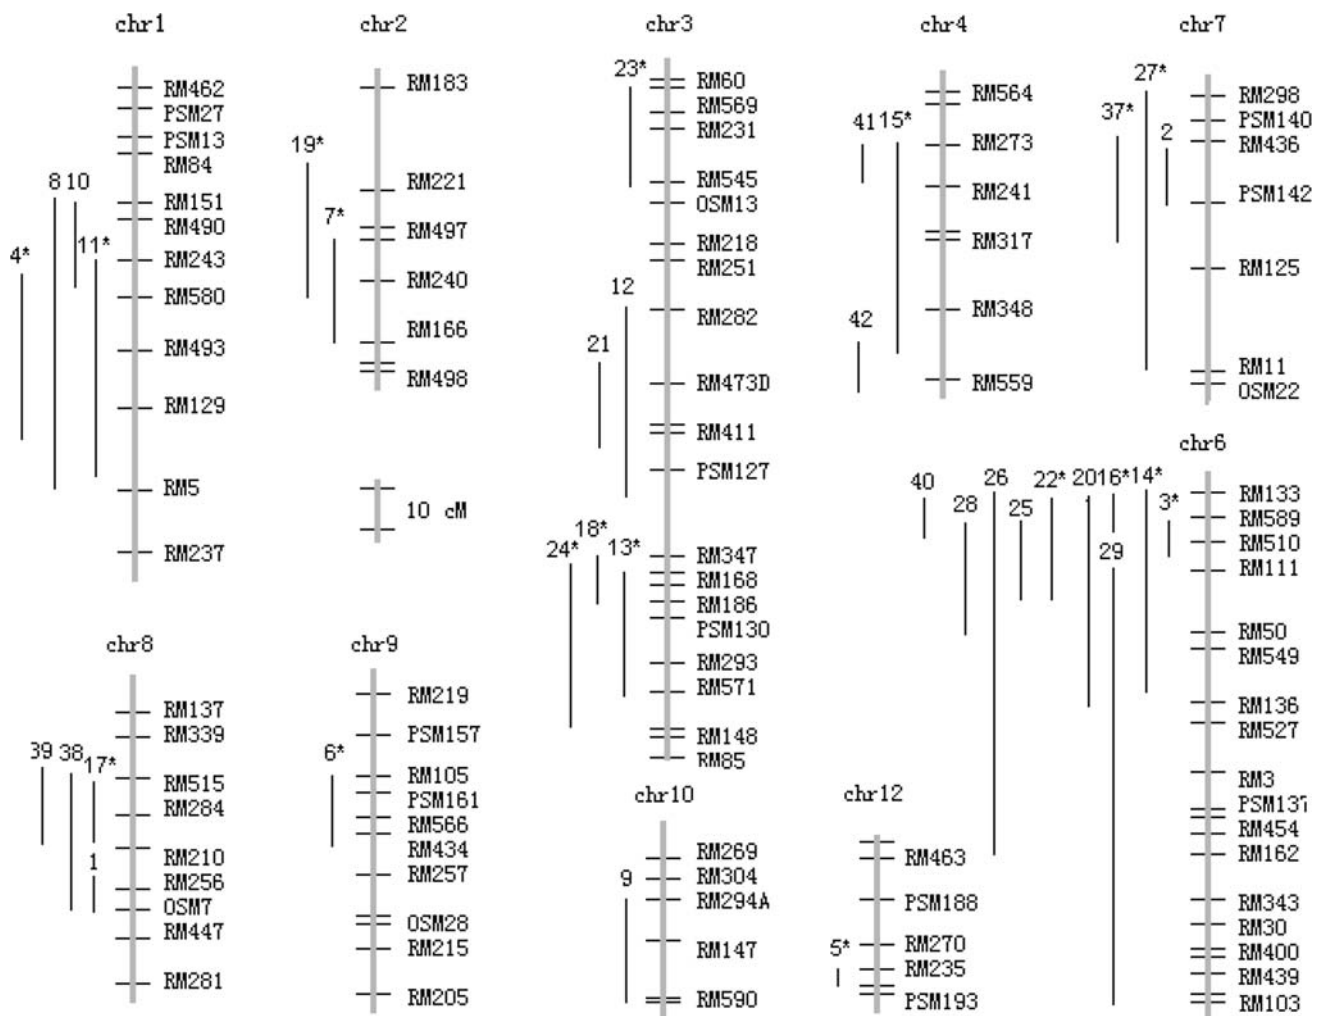 chr1
RM462
PSM27
PSM13
RM84
8 10
RM151
RM490
11*
4*
RM243
RM580
RM493
RM129
RM5
RM237
chr2
RM183
19*
RM221
7*
RM497
RM240
RM166
RM498
10 cM
chr3
23*
RM60
RM569
RM231
RM545
OSM13
RM218
RM251
12
RM282
21
RM473D
RM411
PSM127
18*
24*
13*
RM347
RM168
RM186
PSM130
RM293
RM571
RM148
RM85
chr4
RM564
41 15*
RM273
RM241
RM317
RM348
42
RM559
chr7
27*
RM298
37*
PSM140
2
RM436
PSM142
RM125
RM11
OSM22
chr6
40
28
26
25
22*
20
16*
14*
3*
29
RM133
RM589
RM510
RM111
RM50
RM549
RM136
RM527
RM3
PSM137
RM454
RM162
RM343
RM30
RM400
RM439
RM103
chr8
RM137
RM339
39 38
17*
RM515
RM284
1
RM210
RM256
OSM7
RM447
RM281
chr9
RM219
PSM157
6*
RM105
PSM161
RM566
RM434
RM257
OSM28
RM215
RM205
chr10
RM269
9
RM304
RM294A
RM147
RM590
chr12
RM463
PSM188
5*
RM270
RM235
PSM193